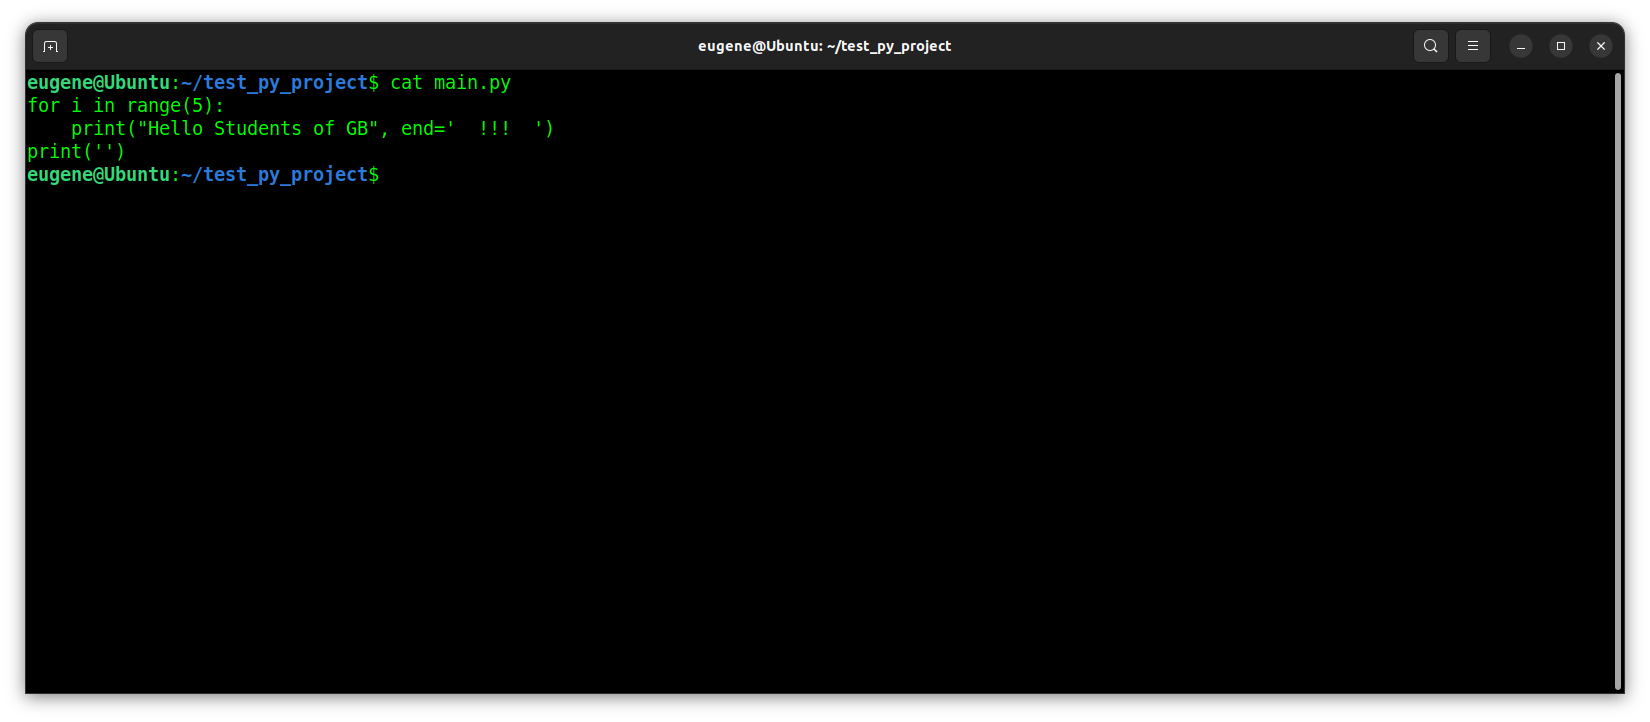 eugene@Ubuntu: ~/test_py_project
eugene@Ubuntu:~/test_py_project$ cat main.py
for i in range(5):
    print("Hello Students of GB", end='  !!!  ')
print('')
eugene@Ubuntu:~/test_py_project$